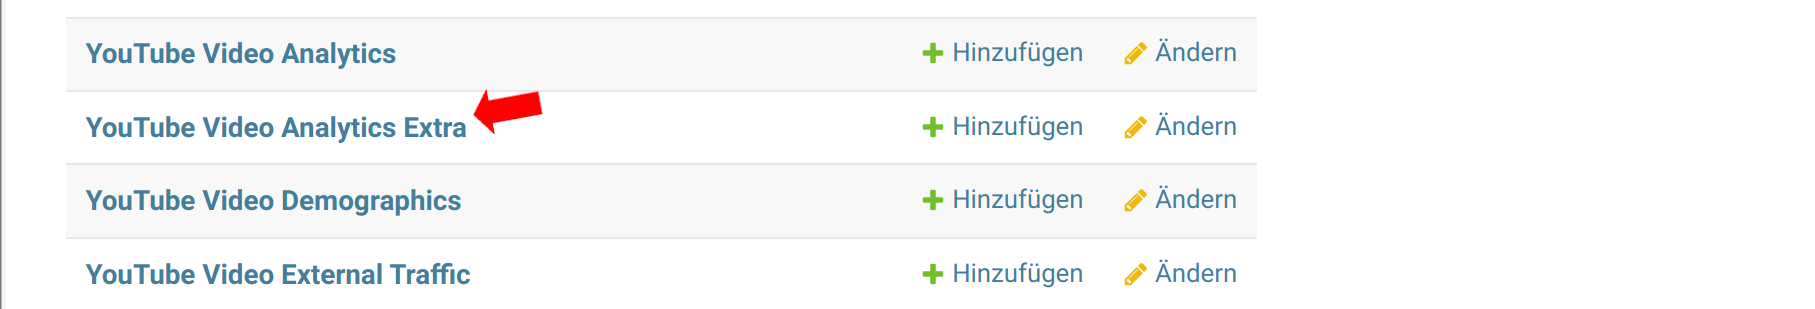 YouTube Video Analytics Hinzufügen Ändern
YouTube Video Analytics Extra Hinzufügen Ändern
YouTube Video Demographics Hinzufügen Ändern
YouTube Video External Traffic Hinzufügen Ändern